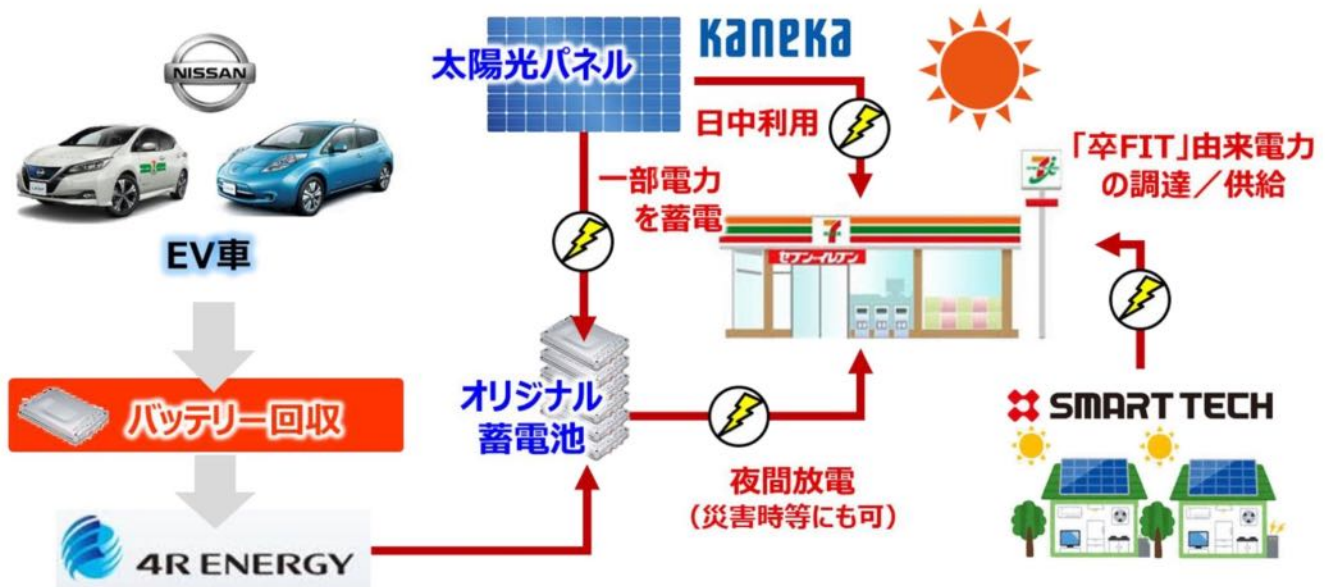 NISSAN
EV車
バッテリー回収
4R ENERGY
太陽光パネル
Kaneka
日中利用
一部電力
を蓄電
オリジナル
蓄電池
夜間放電
（災害時等にも可）
7
セブン-イレブン
「卒FIT」由来電力
の調達／供給
SMART TECH